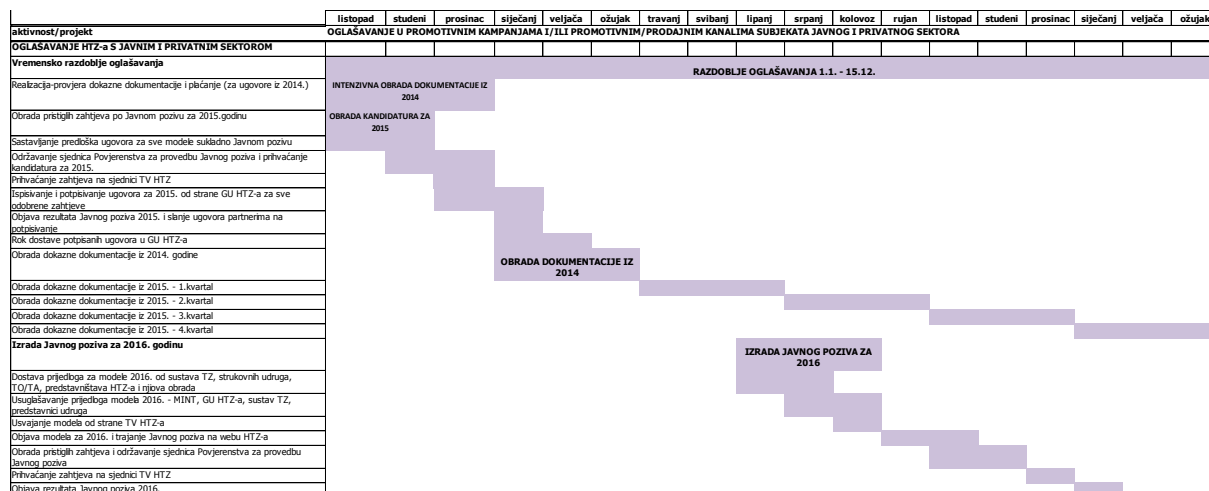 listopad studeni prosinac siječanj veljača ožujak travanj svibanj lipanj srpanj kolovoz rujan listopad studeni prosinac siječanj veljača ožujak
aktivnost/projekt OGLAŠAVANJE U PROMOTIVNIM KAMPANJAMA I/ILI PROMOTIVNIM/PRODAJNIM KANALIMA SUBJEKATA JAVNOG I PRIVATNOG SEKTORA
OGLAŠAVANJE HTZ-a S JAVNIM I PRIVATNIM SEKTOROM
Vremensko razdoblje oglašavanja RAZDOBLJE OGLAŠAVANJA 1.1. - 15.12.
Realizacija-provjera dokazne dokumentacije i plaćanje (za ugovore iz 2014.) INTENZIVNA OBRADA DOKUMENTACIJE IZ
2014
Obrada pristiglih zahtjeva po Javnom pozivu za 2015.godinu OBRADA KANDIDATURA ZA
2015
Sastavljanje predloška ugovora za sve modele sukladno Javnom pozivu
Održavanje sjednica Povjerenstva za provedbu Javnog poziva i prihvaćanje
kandidatura za 2015.
Prihvaćanje zahtjeva na sjednici TV HTZ
Ispisivanje i potpisivanje ugovora za 2015. od strane GU HTZ-a za sve
odobrene zahtjeve
Objava rezultata Javnog poziva 2015. i slanje ugovora partnerima na
potpisivanje
Rok dostave potpisanih ugovora u GU HTZ-a
Obrada dokazne dokumentacije iz 2014. godine OBRADA DOKUMENTACIJE IZ
2014
Obrada dokazne dokumentacije iz 2015. - 1.kvartal
Obrada dokazne dokumentacije iz 2015. - 2.kvartal
Obrada dokazne dokumentacije iz 2015. - 3.kvartal
Obrada dokazne dokumentacije iz 2015. - 4.kvartal
Izrada Javnog poziva za 2016. godinu IZRADA JAVNOG POZIVA ZA
2016
Dostava prijedloga za modele 2016. od sustava TZ, strukovnih udruga,
TO/TA, predstavništava HTZ-a i njiova obrada
Usuglašavanje prijedloga modela 2016. - MINT, GU HTZ-a, sustav TZ,
predstavnici udruga
Usvajanje modela od strane TV HTZ-a
Objava modela za 2016. i trajanje Javnog poziva na webu HTZ-a
Obrada pristiglih zahtjeva i održavanje sjednica Povjerenstva za provedbu
Javnog poziva
Prihvaćanje zahtjeva na sjednici TV HTZ
Objava rezultata Javnog poziva 2016.